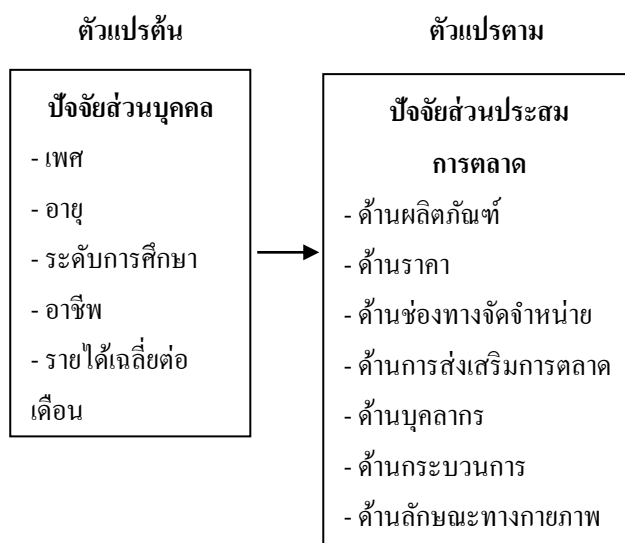 ตัวแปรต้น
ปัจจัยส่วนบุคคล
- เพศ
- อายุ
- ระดับการศึกษา
- อาชีพ
- รายได้เฉลี่ยต่อ
เดือน
ตัวแปรตาม
ปัจจัยส่วนประสม
การตลาด
- ด้านผลิตภัณฑ์
- ด้านราคา
- ด้านช่องทางจัดจำหน่าย
- ด้านการส่งเสริมการตลาด
- ด้านบุคลากร
- ด้านกระบวนการ
- ด้านลักษณะทางกายภาพ